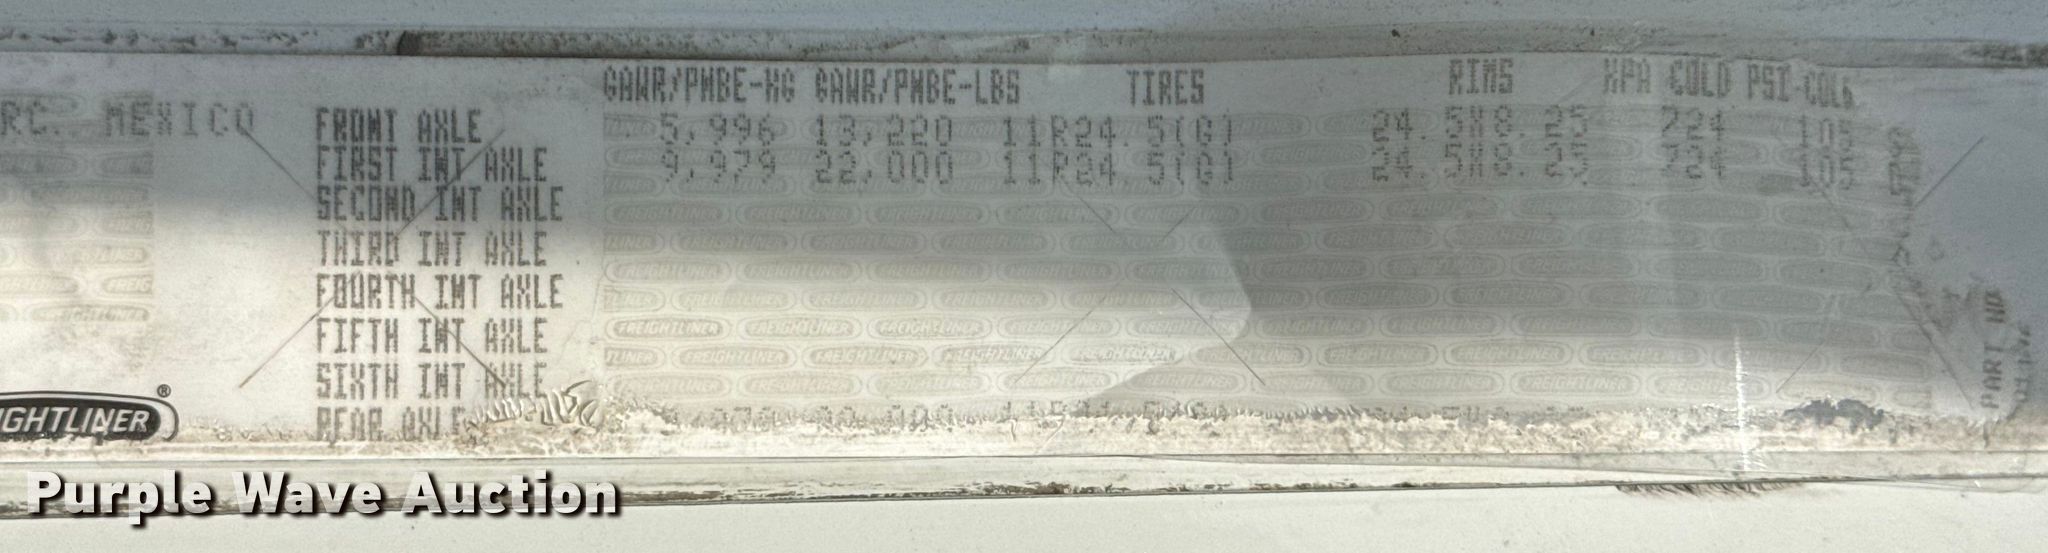 GAWR/PNBE-KG GAWR/PNBE-LBS TIRES RIMS KPA COLD PSI-COLD
RC. MEXICO
FRONT AXLE 5,996 13,220 11R24.5(G) 24.5X8.25 724 105
FIRST INT AXLE 9,979 22,000 11R24.5(G) 24.5X8.25 724 105
SECOND INT AXLE
THIRD INT AXLE
FOURTH INT AXLE
FIFTH INT AXLE
SIXTH INT AXLE
REAR AXLE
PART NO
IGHTLINER®
Purple Wave Auction